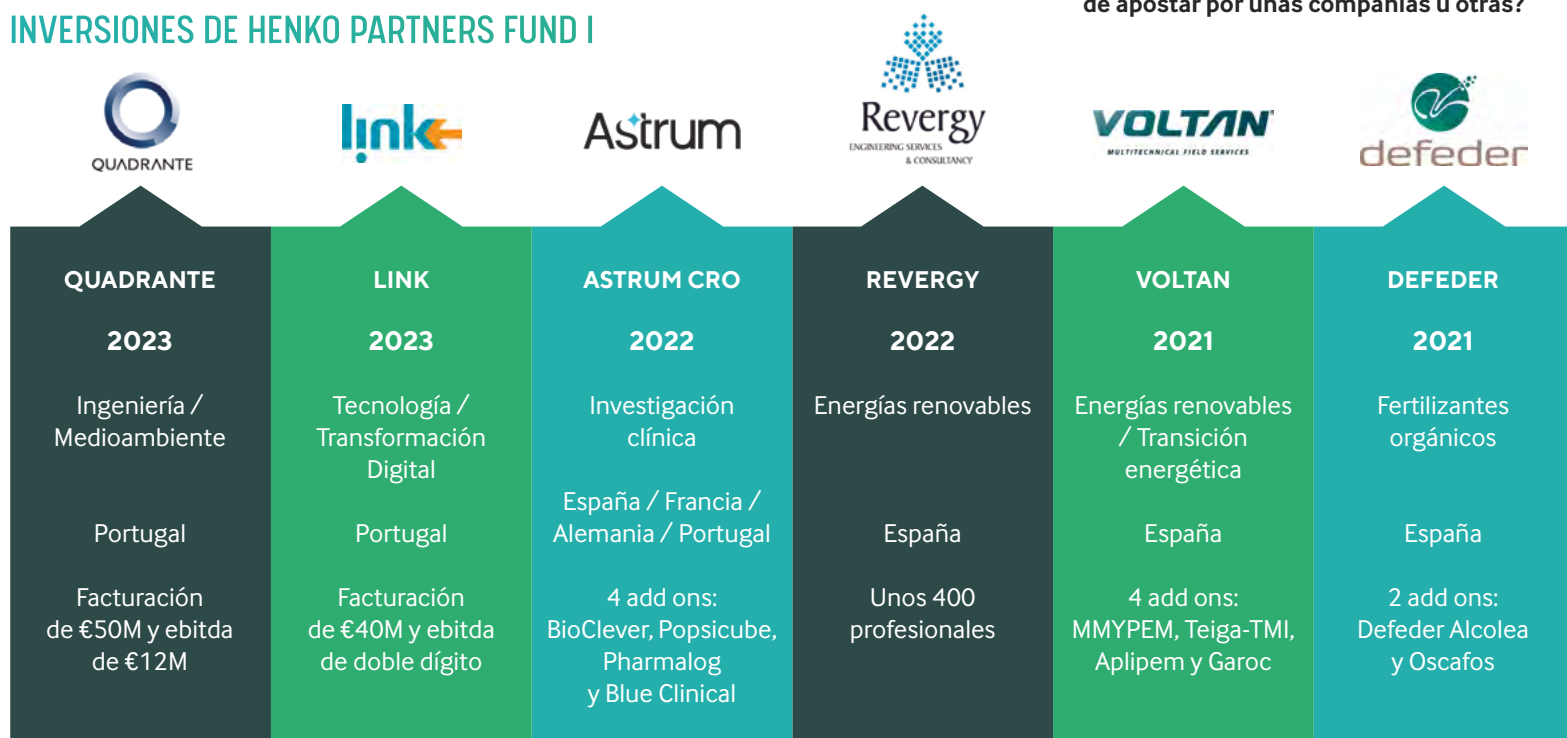 de apostar por unas compañías u otras?
INVERSIONES DE HENKO PARTNERS FUND I
QUADRANTE
link
Astrum
Revergy
ENGINEERING SERVICES
& CONSULTANCY
VOLTAN
MULTITECHNICAL FIELD SERVICES
defeder
QUADRANTE
2023
Ingeniería /
Medioambiente
Portugal
Facturación
de €50M y ebitda
de €12M
LINK
2023
Tecnología /
Transformación
Digital
Portugal
Facturación
de €40M y ebitda
de doble dígito
ASTRUM CRO
2022
Investigación
clínica
España / Francia /
Alemania / Portugal
4 add ons:
BioClever, Popsicube,
Pharmalog
y Blue Clinical
REVERGY
2022
Energías renovables
España
Unos 400
profesionales
VOLTAN
2021
Energías renovables
/ Transición
energética
España
4 add ons:
MMYPEM, Teiga-TMI,
Aplipem y Garoc
DEFEDER
2021
Fertilizantes
orgánicos
España
2 add ons:
Defeder Alcolea
y Oscafos